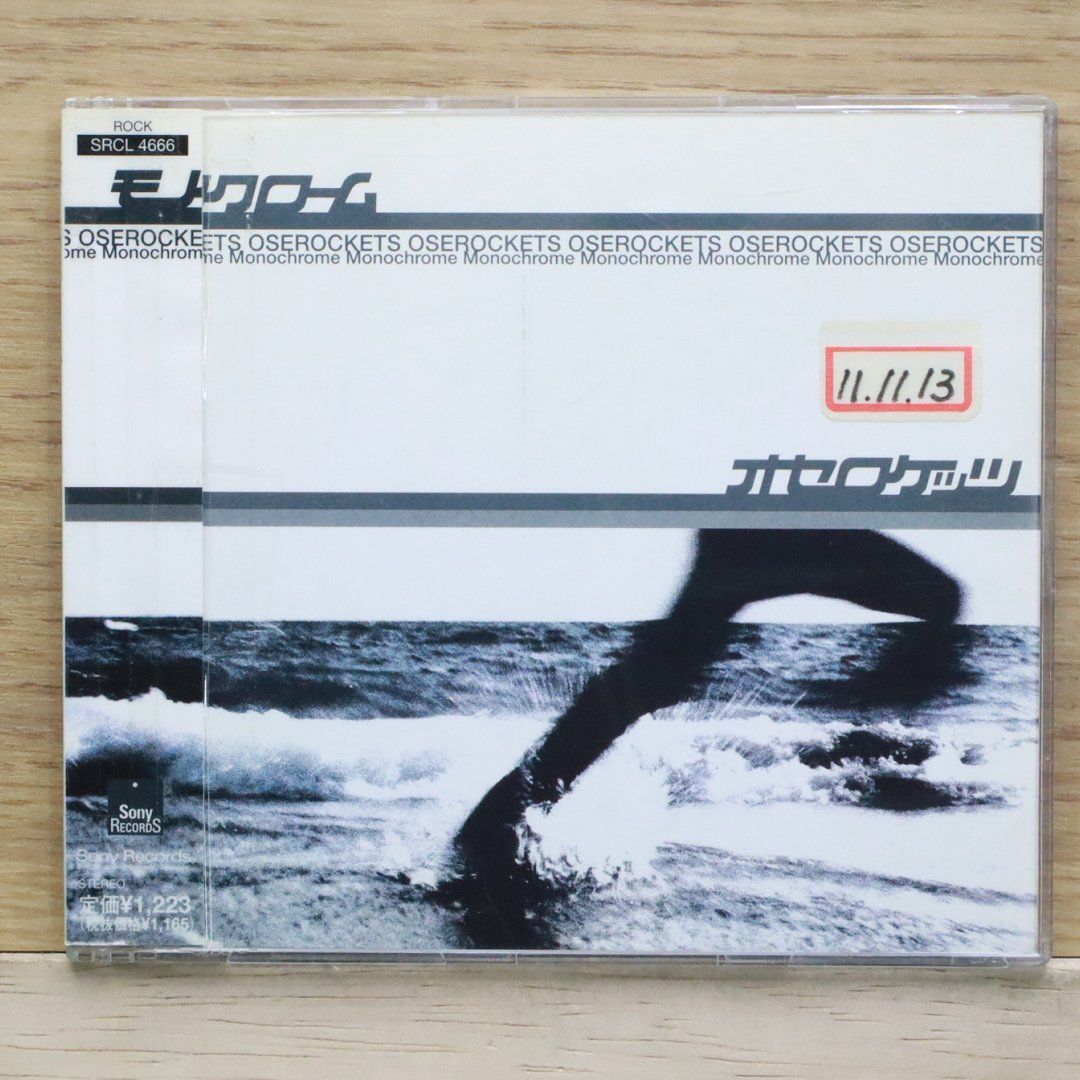 ROCK
SRCL 4666
モノクローム
S OSEROCKETS OSEROCKETS OSEROCKETS OSEROCKETS OSEROCKETS
ome Monochrome Monochrome Monochrome Monochrome Monochrome Monochrome Monochrome
11.11.13
オセロケッツ
Sony
RECORDS
Sony Records
STEREO
定価¥1,223
(税抜価格¥1,165)